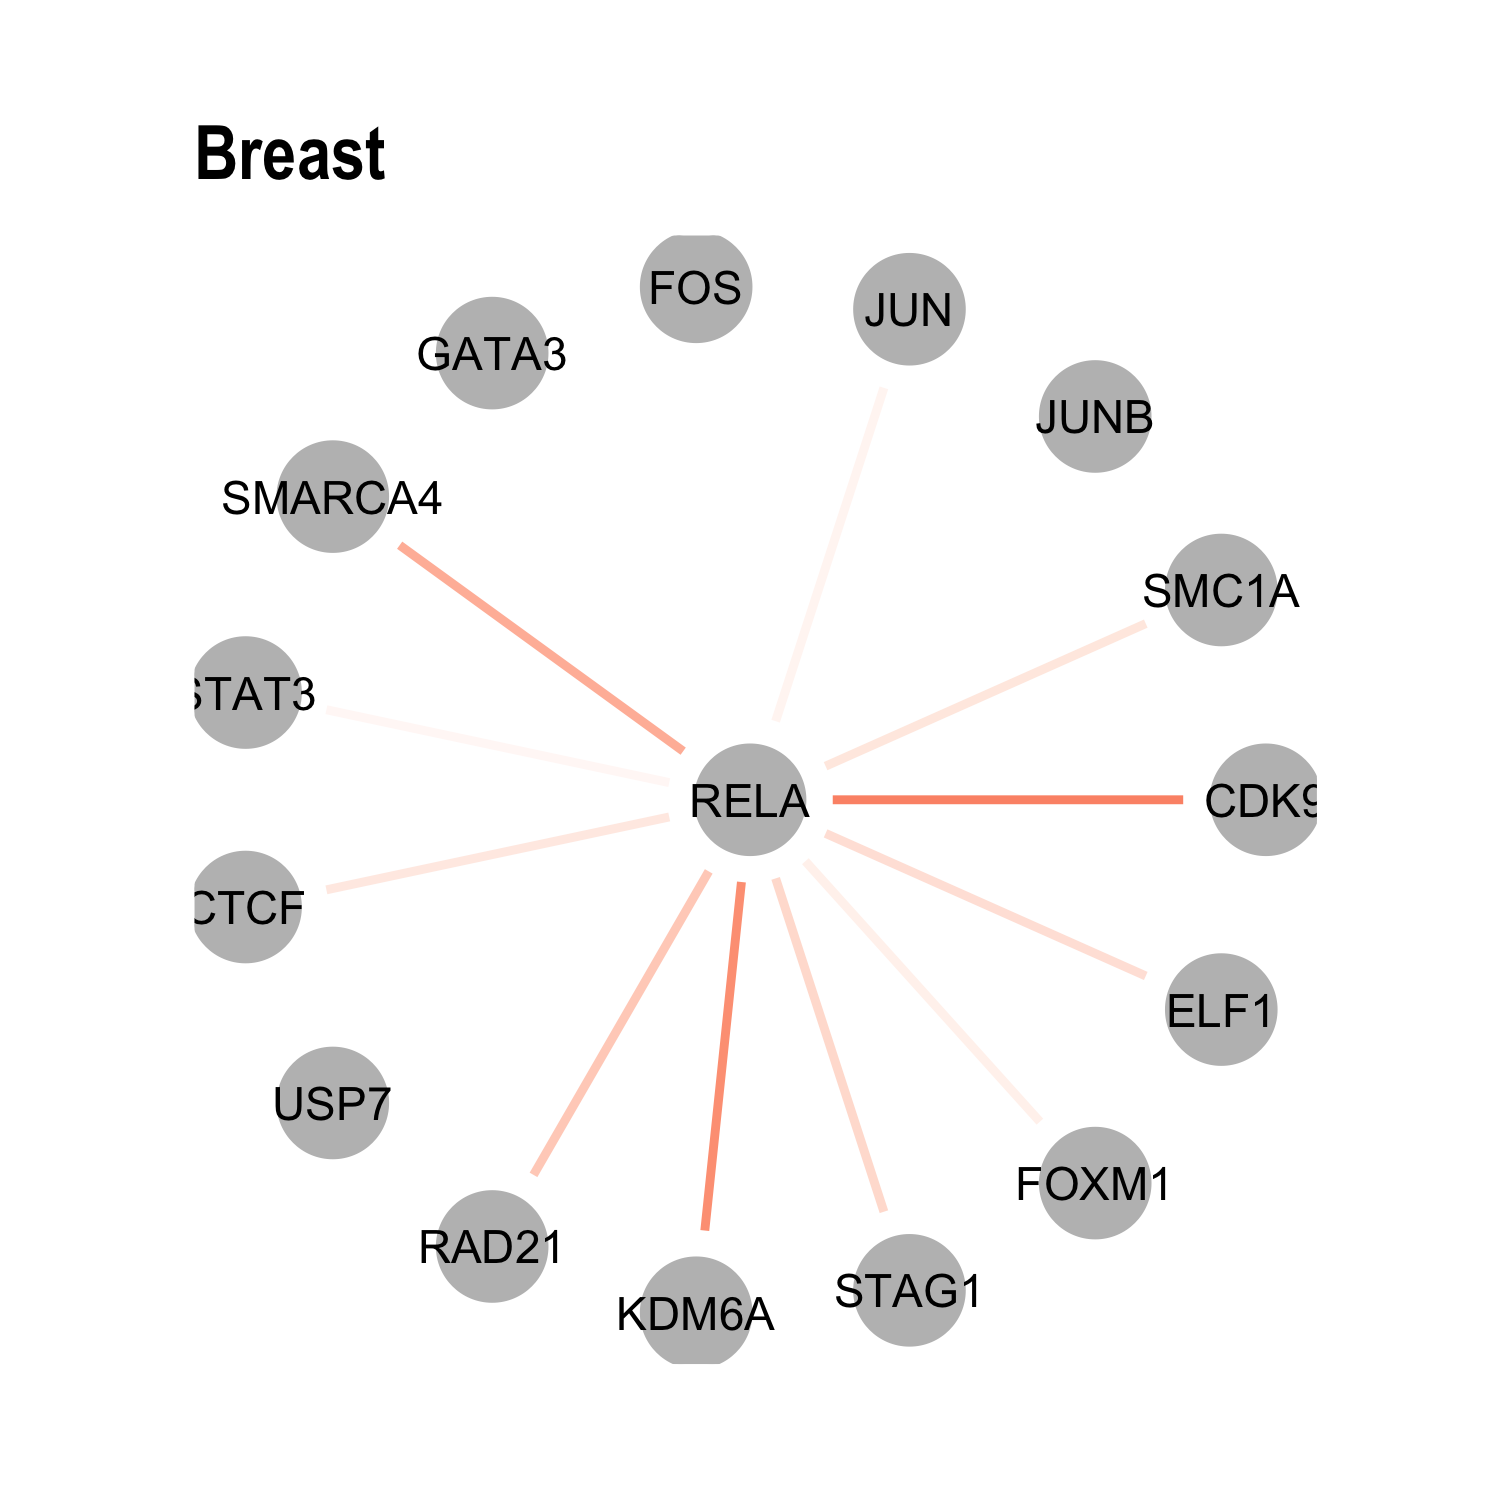 Breast
FOS
JUN
GATA3
JUNB
SMARCA4
SMC1A
STAT3
RELA
CDK9
CTCF
ELF1
USP7
FOXM1
RAD21
STAG1
KDM6A